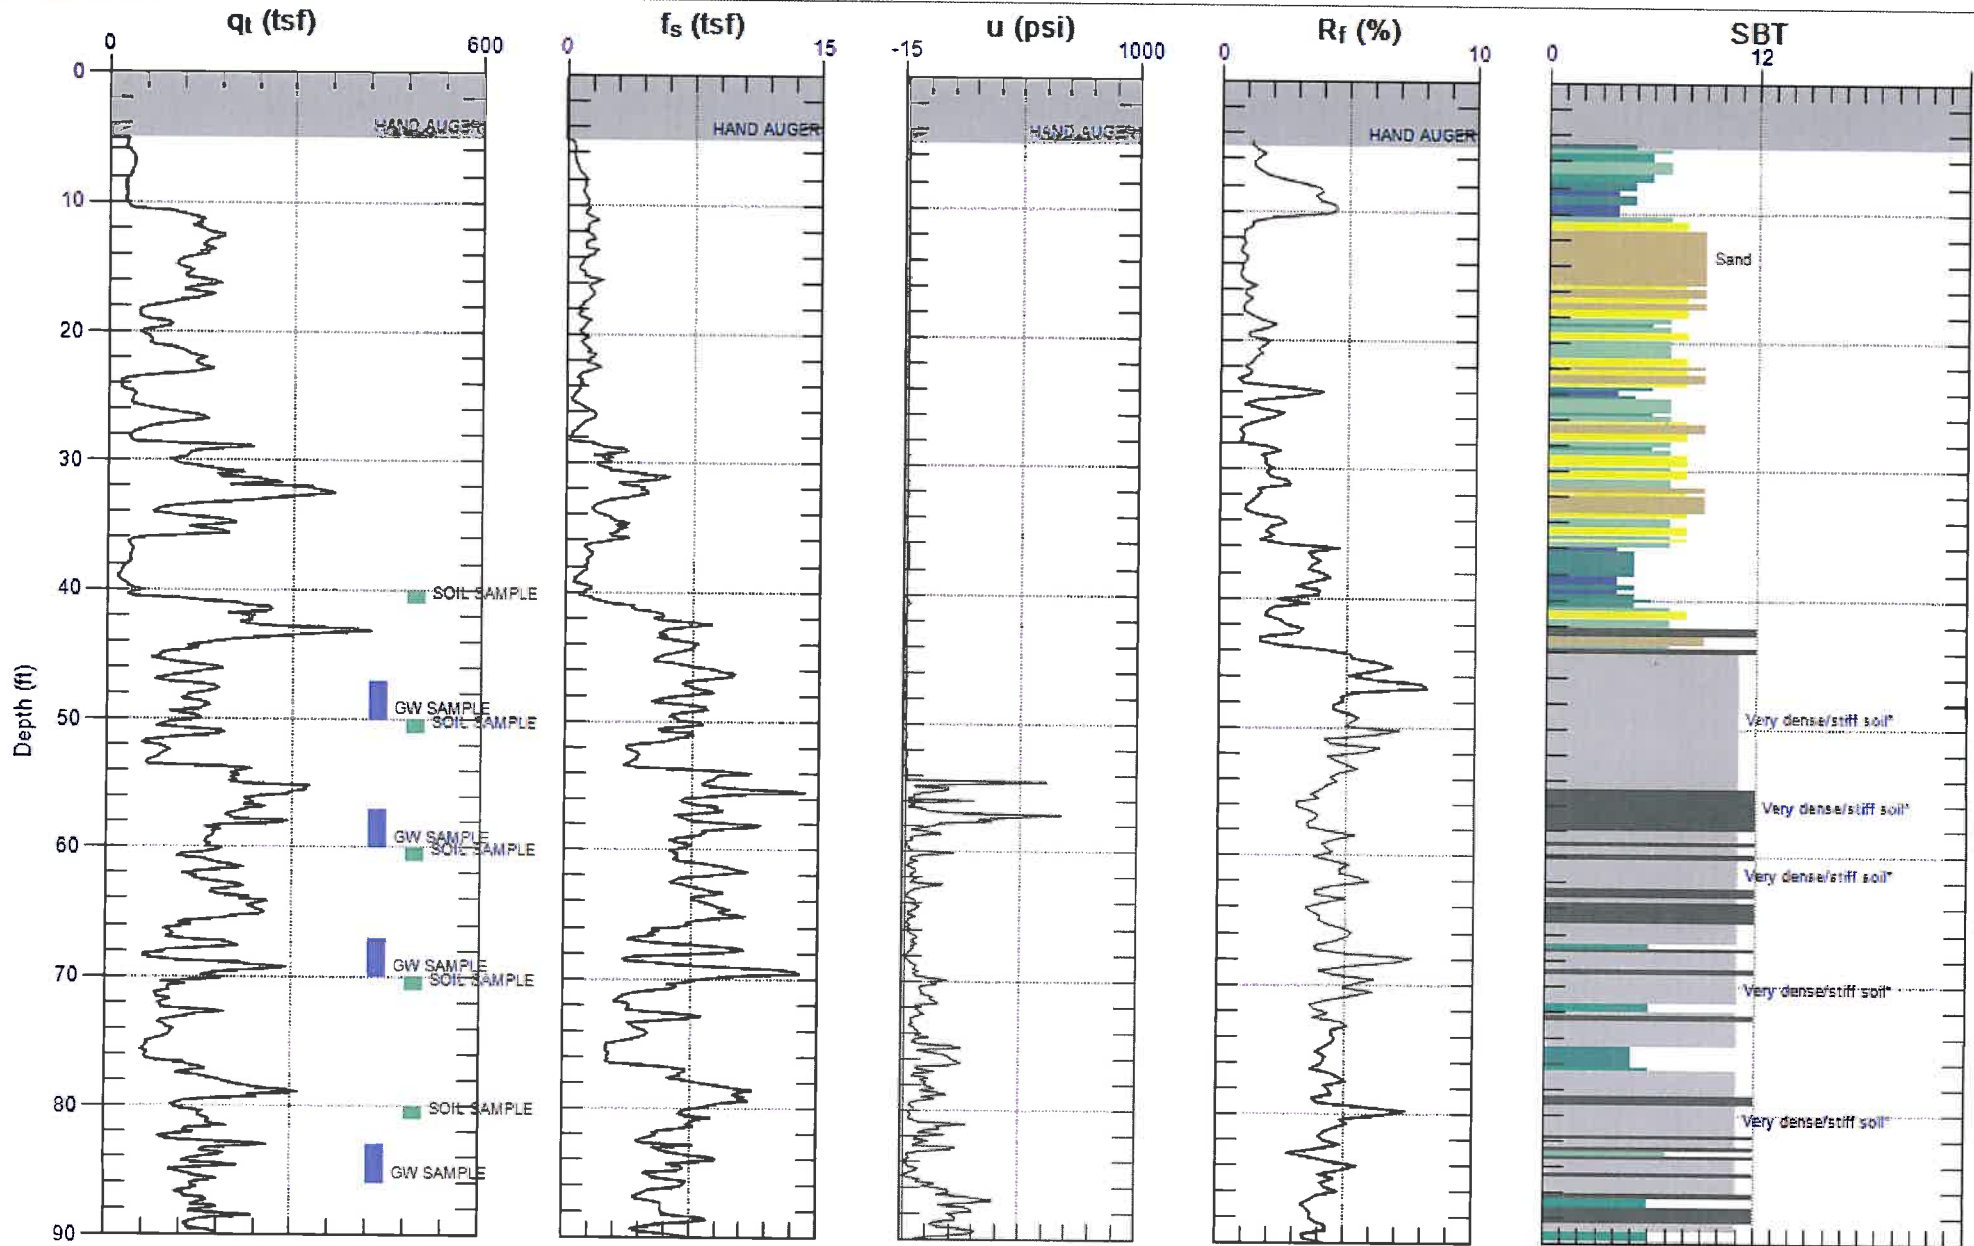 qt (tsf)
0 600
fs (tsf)
0 15
u (psi)
-15 1000
Rf (%)
0 10
SBT
0 12
0
HAND AUGER
HAND AUGER
HAND AUGER
HAND AUGER
10
Sand
20
30
40
SOIL SAMPLE
Depth (ft)
GW SAMPLE
50
SOIL SAMPLE
Very dense/stiff soil*
Very dense/stiff soil*
GW SAMPLE
60
SOIL SAMPLE
Very dense/stiff soil*
GW SAMPLE
70
SOIL SAMPLE
Very dense/stiff soil*
80
SOIL SAMPLE
Very dense/stiff soil*
GW SAMPLE
90